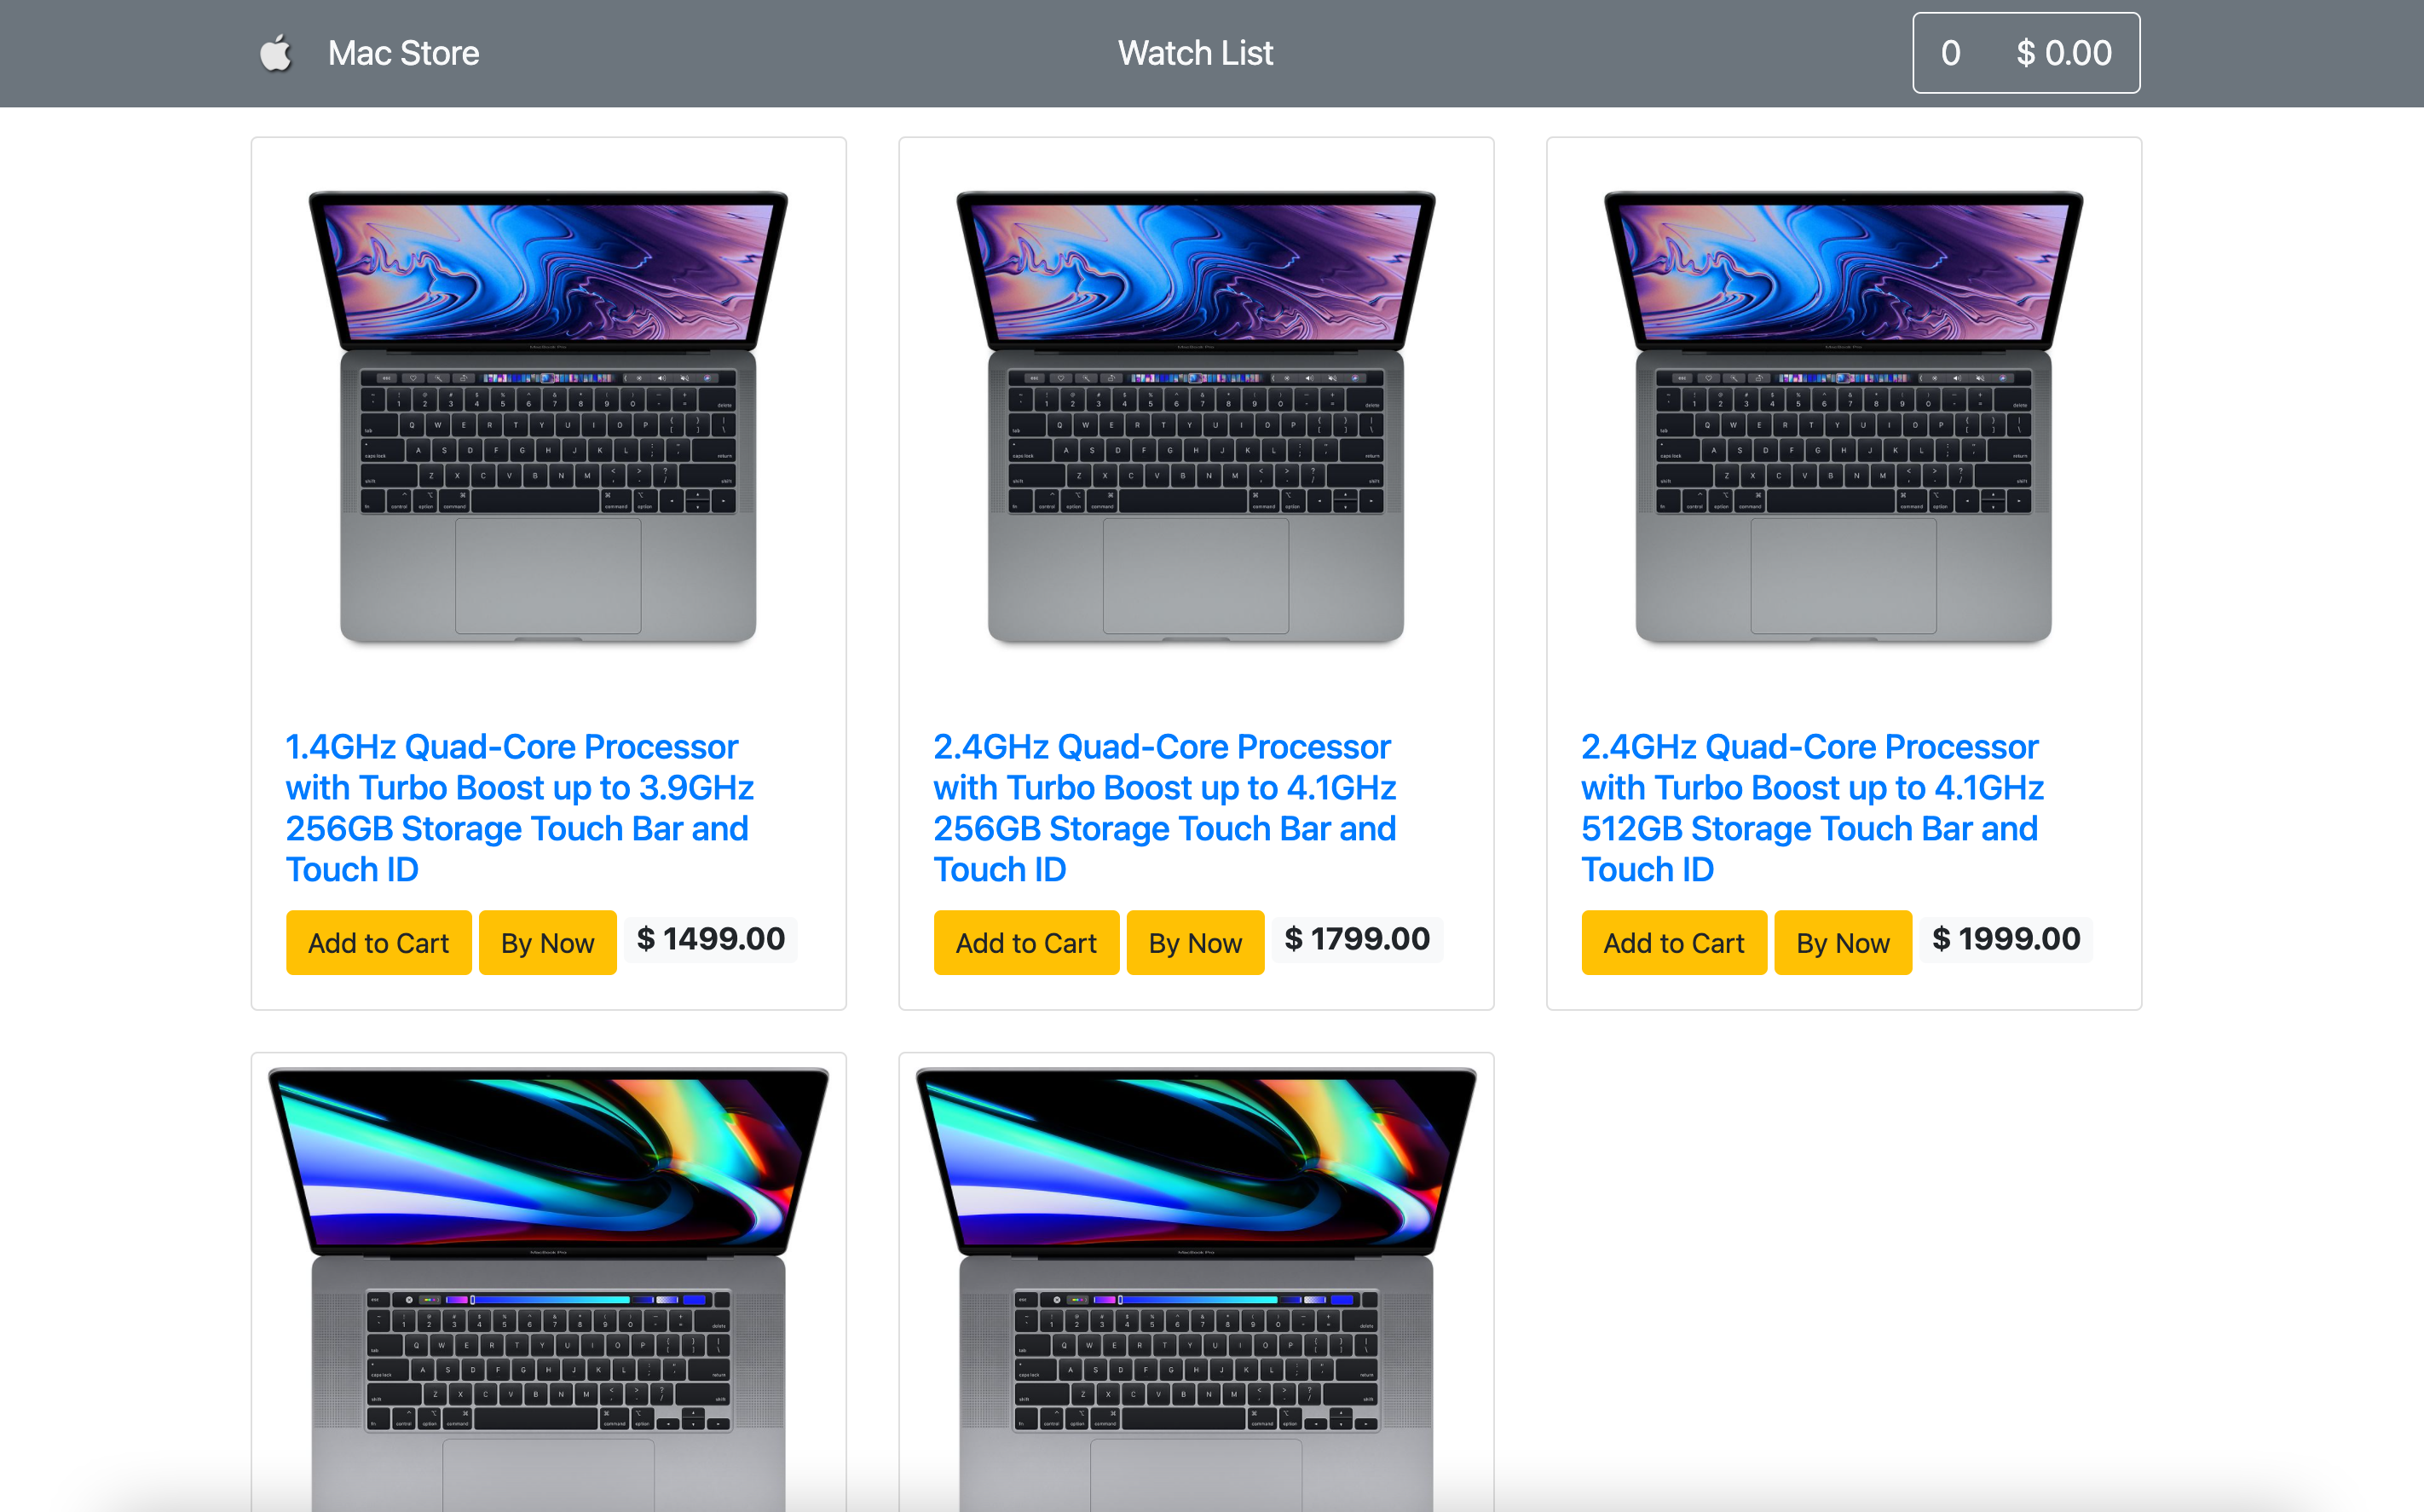 Mac Store
Watch List
0 $ 0.00
1.4GHz Quad-Core Processor
with Turbo Boost up to 3.9GHz
256GB Storage Touch Bar and
Touch ID
Add to Cart By Now $ 1499.00
2.4GHz Quad-Core Processor
with Turbo Boost up to 4.1GHz
256GB Storage Touch Bar and
Touch ID
Add to Cart By Now $ 1799.00
2.4GHz Quad-Core Processor
with Turbo Boost up to 4.1GHz
512GB Storage Touch Bar and
Touch ID
Add to Cart By Now $ 1999.00